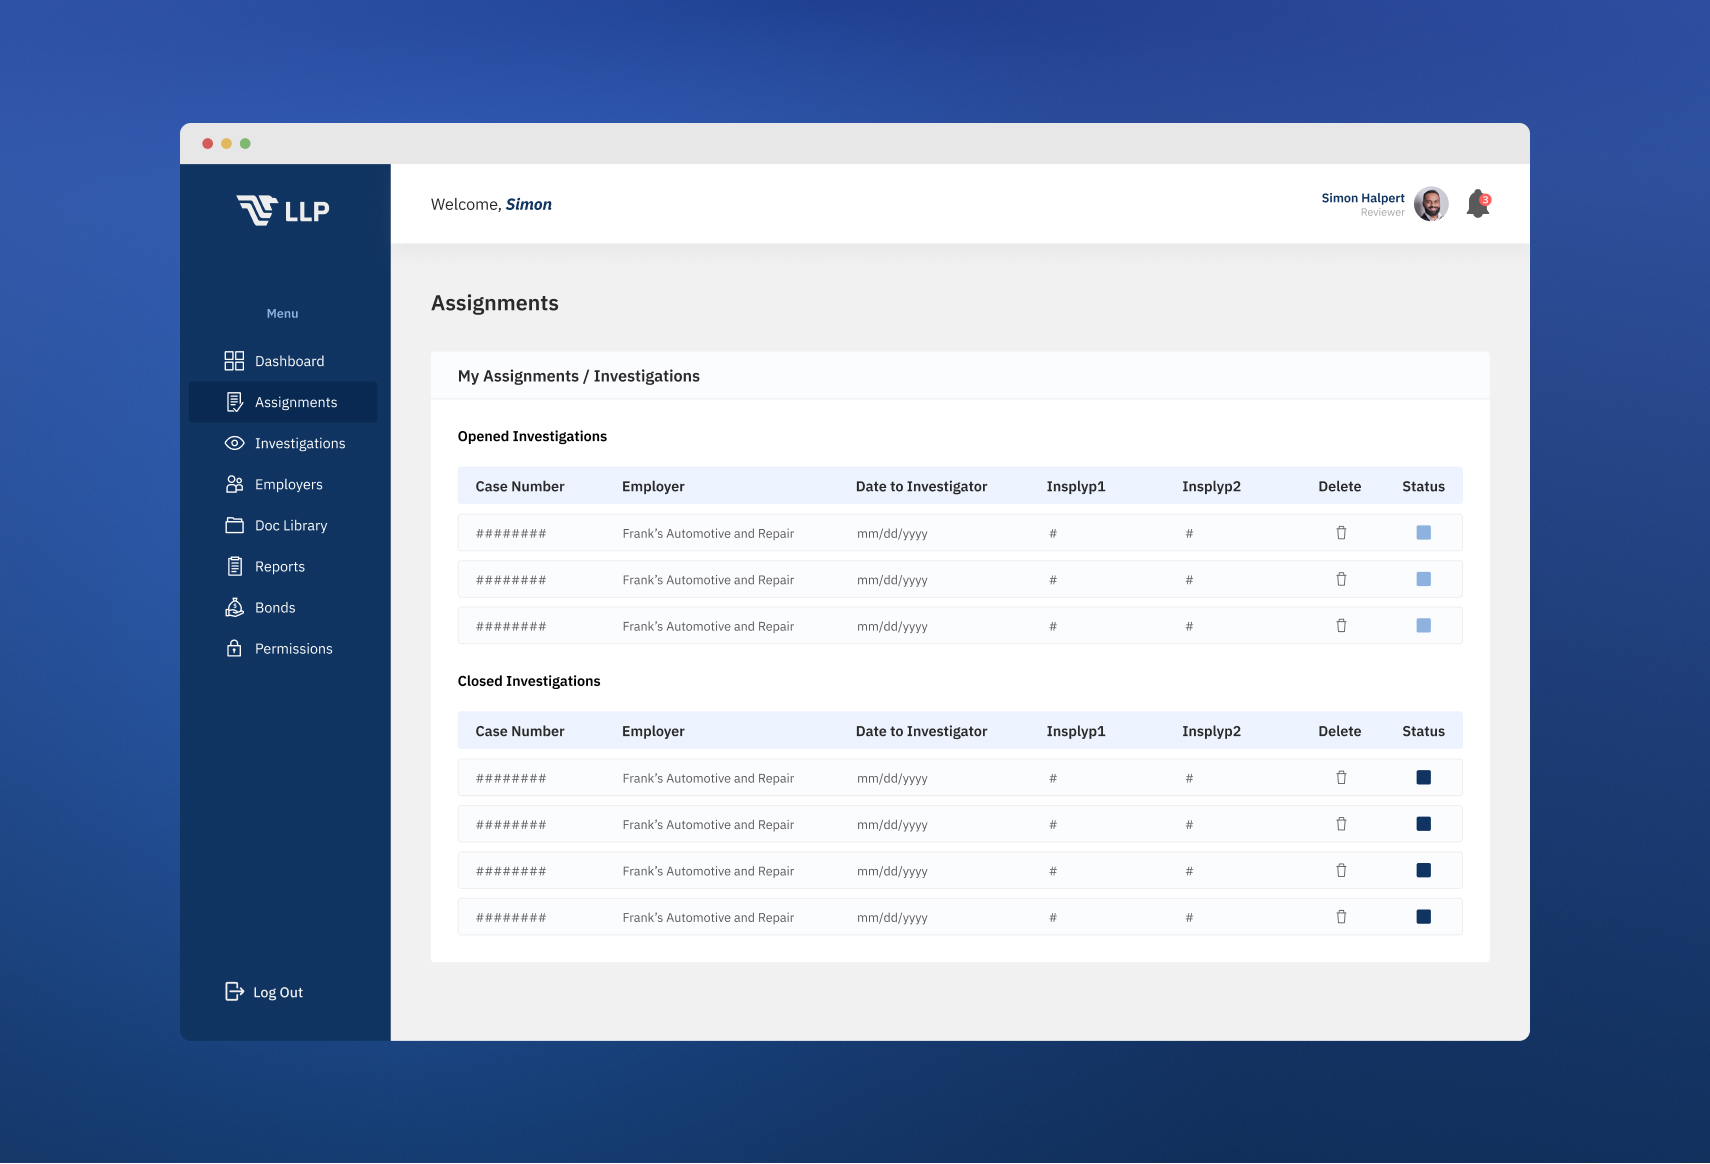 LLP
Welcome, Simon
Simon Halpert
Reviewer
3
Menu
Dashboard
Assignments
Investigations
Employers
Doc Library
Reports
Bonds
Permissions
Log Out
Assignments
My Assignments / Investigations
Opened Investigations
Case Number Employer Date to Investigator Insplyp1 Insplyp2 Delete Status
######## Frank's Automotive and Repair mm/dd/yyyy # #
######## Frank's Automotive and Repair mm/dd/yyyy # #
######## Frank's Automotive and Repair mm/dd/yyyy # #
Closed Investigations
Case Number Employer Date to Investigator Insplyp1 Insplyp2 Delete Status
######## Frank's Automotive and Repair mm/dd/yyyy # #
######## Frank's Automotive and Repair mm/dd/yyyy # #
######## Frank's Automotive and Repair mm/dd/yyyy # #
######## Frank's Automotive and Repair mm/dd/yyyy # #